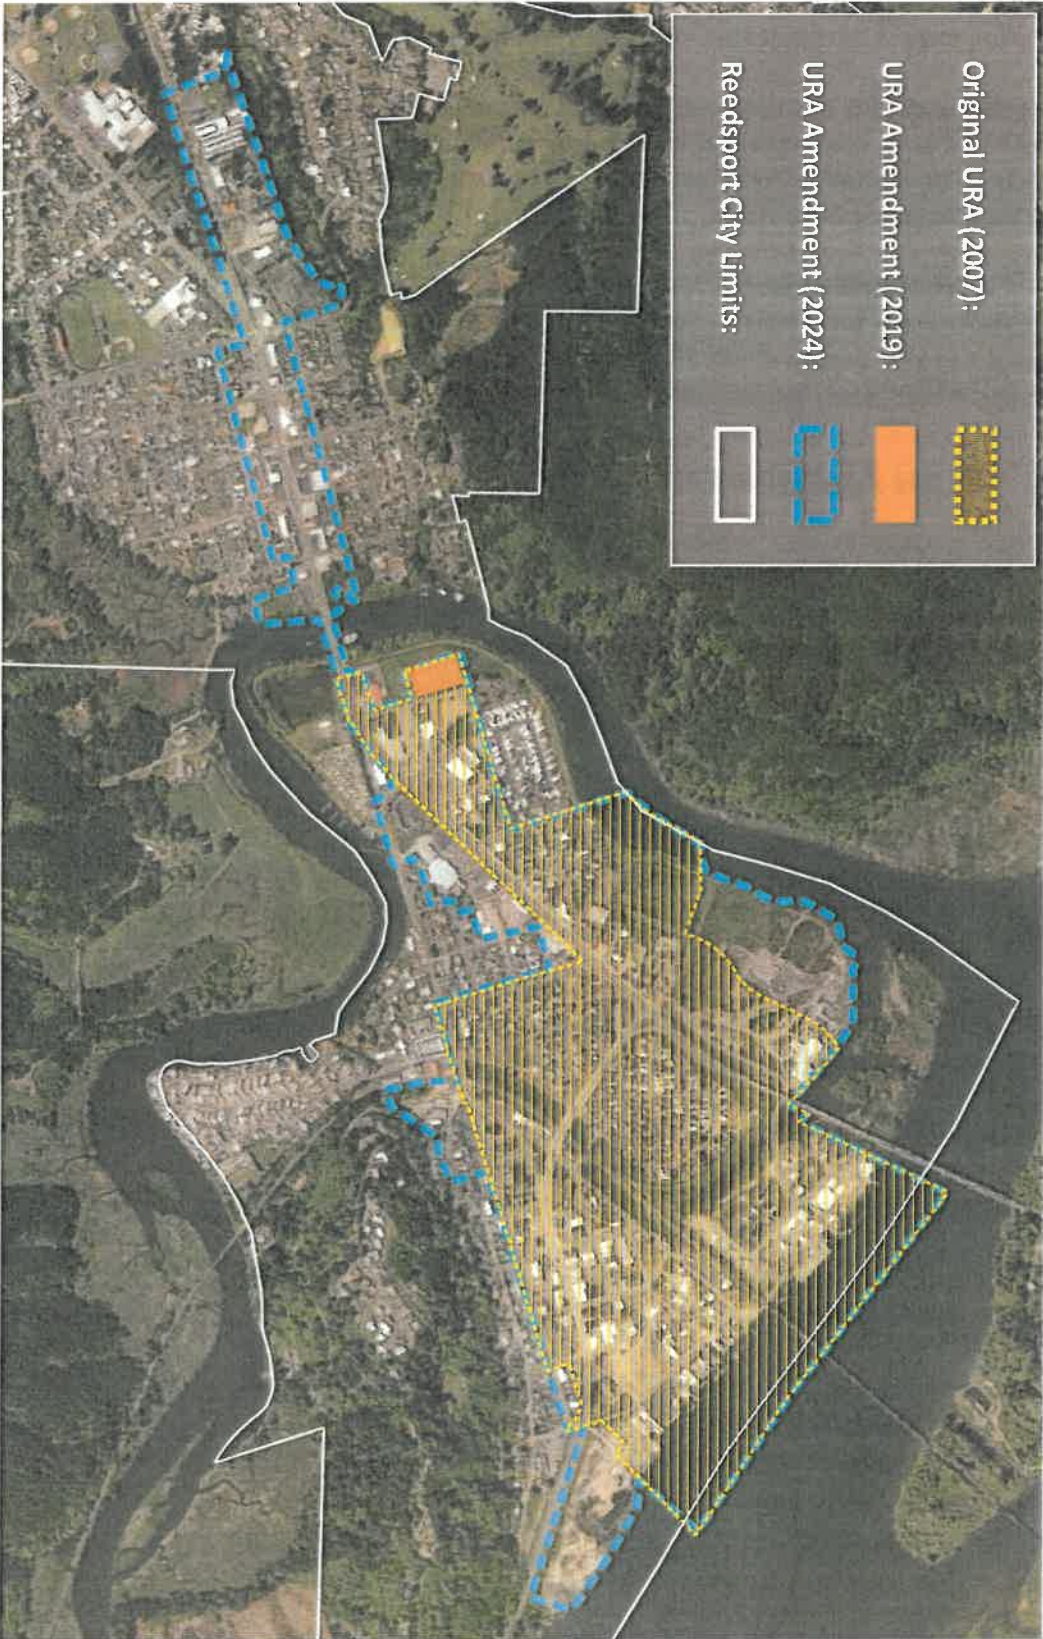 Original URA (2007):
URA Amendment (2019):
URA Amendment (2024):
Reedsport City Limits: